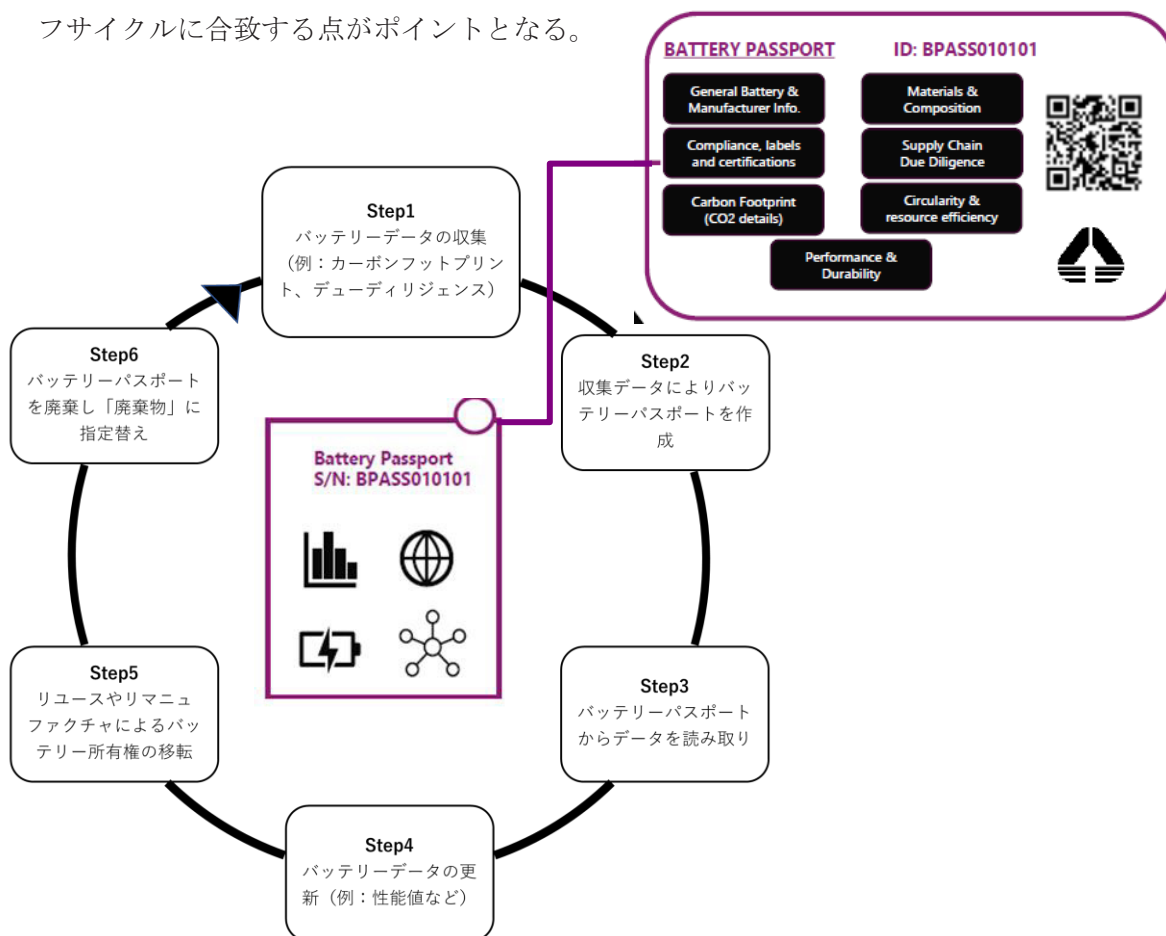 フサイクルに合致する点がポイントとなる。
BATTERY PASSPORT
ID: BPASS010101
General Battery &
Manufacturer Info.
Materials &
Composition
Compliance, labels
and certifications
Supply Chain
Due Diligence
Carbon Footprint
(CO2 details)
Circularity &
resource efficiency
Performance &
Durability
Step1
バッテリーデータの収集
（例：カーボンフットプリン
ト、デューディリジェンス）
Step2
収集データによりバッ
テリーパスポートを作
成
Step3
バッテリーパスポート
からデータを読み取り
Step4
バッテリーデータの更
新（例：性能値など）
Step5
リユースやリマニュ
ファクチャによるバッ
テリー所有権の移転
Step6
バッテリーパスポート
を廃棄し「廃棄物」に
指定替え
Battery Passport
S/N: BPASS010101